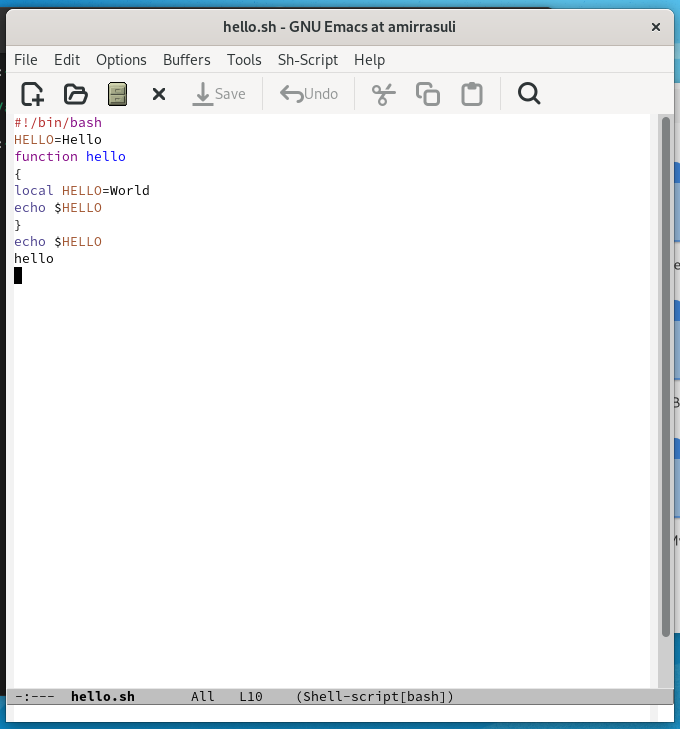 hello.sh - GNU Emacs at amirrasuli
File Edit Options Buffers Tools Sh-Script Help
Save Undo
#!/bin/bash
HELLO=Hello
function hello
{
local HELLO=World
echo $HELLO
}
echo $HELLO
hello
-:--- hello.sh All L10 (Shell-script[bash])